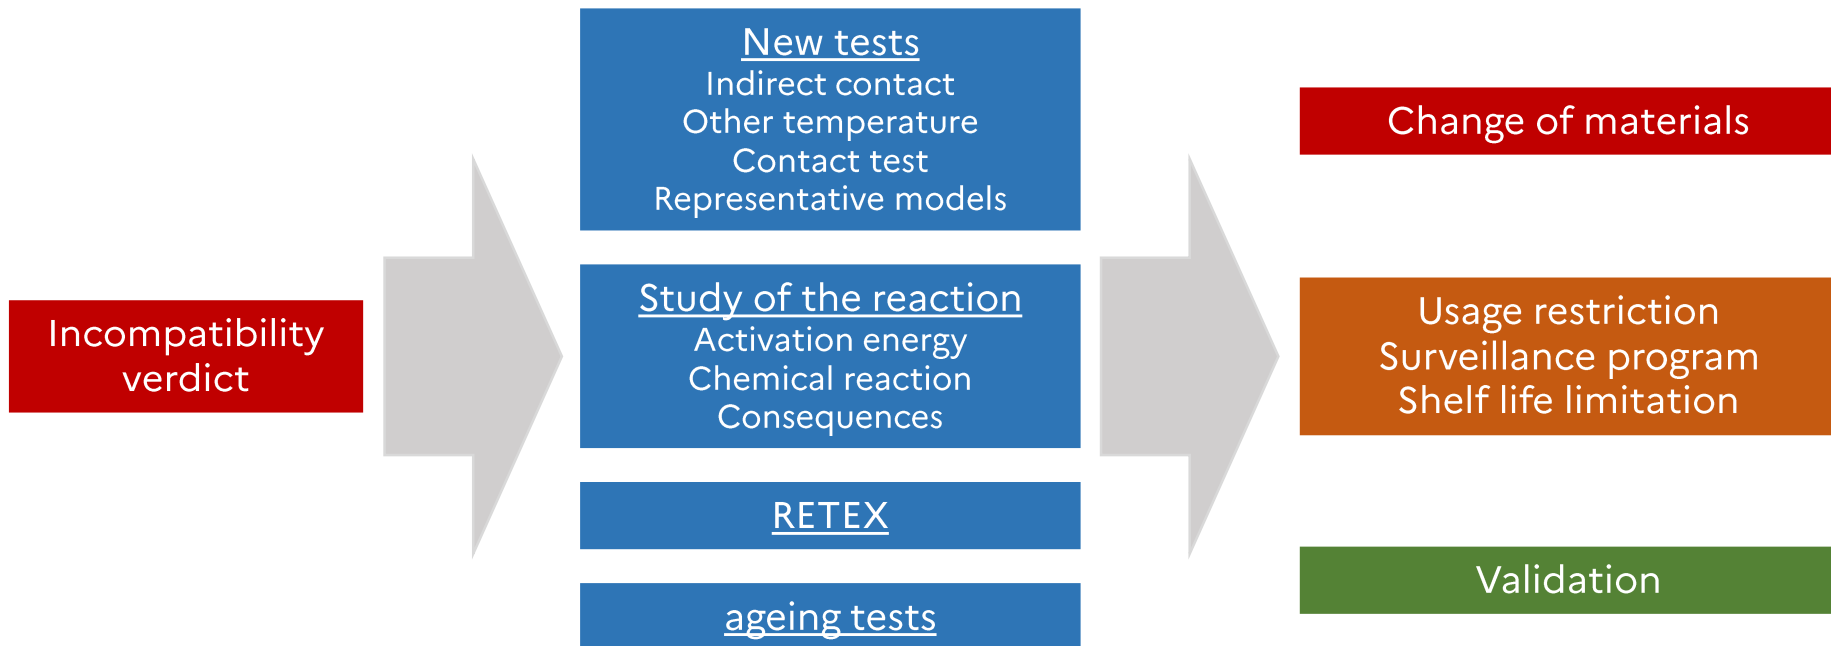 Incompatibility
verdict
New tests
Indirect contact
Other temperature
Contact test
Representative models
Study of the reaction
Activation energy
Chemical reaction
Consequences
RETEX
ageing tests
Change of materials
Usage restriction
Surveillance program
Shelf life limitation
Validation